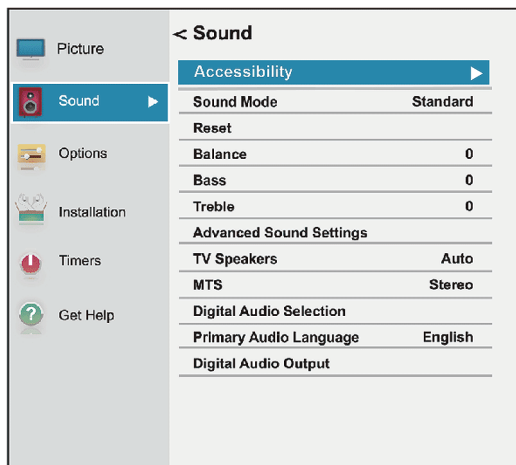 Picture
Sound
Options
Installation
Timers
Get Help
< Sound
Accessibility
Sound Mode Standard
Reset
Balance 0
Bass 0
Treble 0
Advanced Sound Settings
TV Speakers Auto
MTS Stereo
Digital Audio Selection
Primary Audio Language English
Digital Audio Output